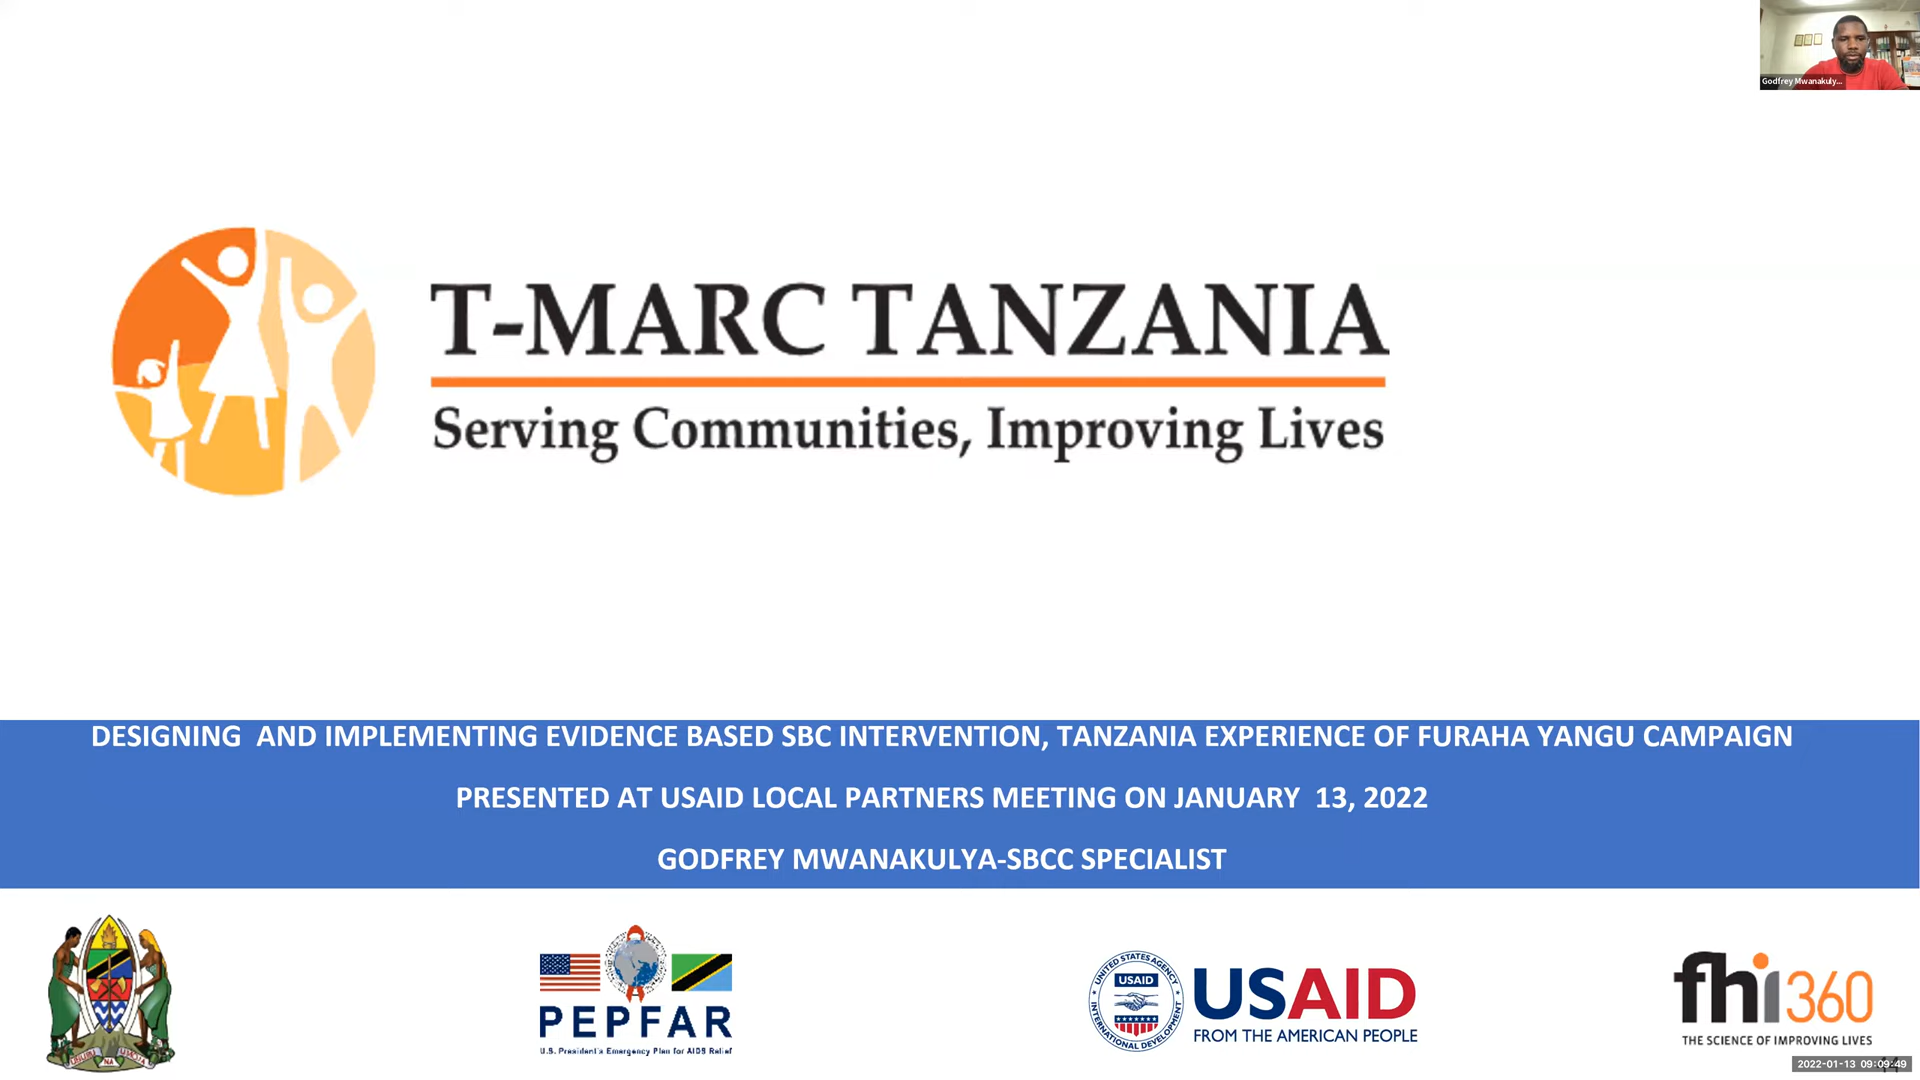 Godfrey Mwanakuly...
T-MARC TANZANIA
Serving Communities, Improving Lives
DESIGNING AND IMPLEMENTING EVIDENCE BASED SBC INTERVENTION, TANZANIA EXPERIENCE OF FURAHA YANGU CAMPAIGN
PRESENTED AT USAID LOCAL PARTNERS MEETING ON JANUARY 13, 2022
GODFREY MWANAKULYA-SBCC SPECIALIST
UHURU NA UMOJA
PEPFAR
U.S. President's Emergency Plan for AIDS Relief
UNITED STATES AGENCY
USAID
INTERNATIONAL DEVELOPMENT
USAID
FROM THE AMERICAN PEOPLE
fhi360
THE SCIENCE OF IMPROVING LIVES
2022-01-13 09:09:49